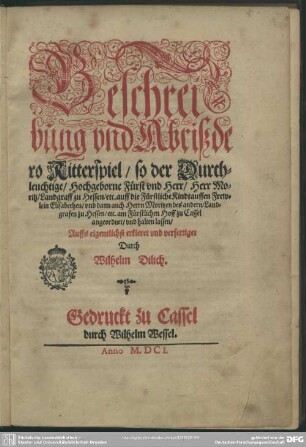 Beschrei
bung vnd Abrißde
ro Ritterspiel / so der Durch-
leuchtige / Hochgeborne Fürst vnd Herr / Herr Mo-
ritz / Landgraff zu Hessen / etc. auff die Fürstliche Kindtauffen Frew-
lein Elisabethen / vnd dann auch Herrn Moritzen des andern / Land-
grafen zu Hessen / etc. am Fürstlichen Hoff zu Cassel
angeordnet / vnd halten lassen /
Auffs eigentlichst erkleret vnd verfertiget
Durch
Wilhelm Dilich.
Gedruckt zu Cassel
durch Wilhelm Wessel.
Anno M. DCI.
DFG